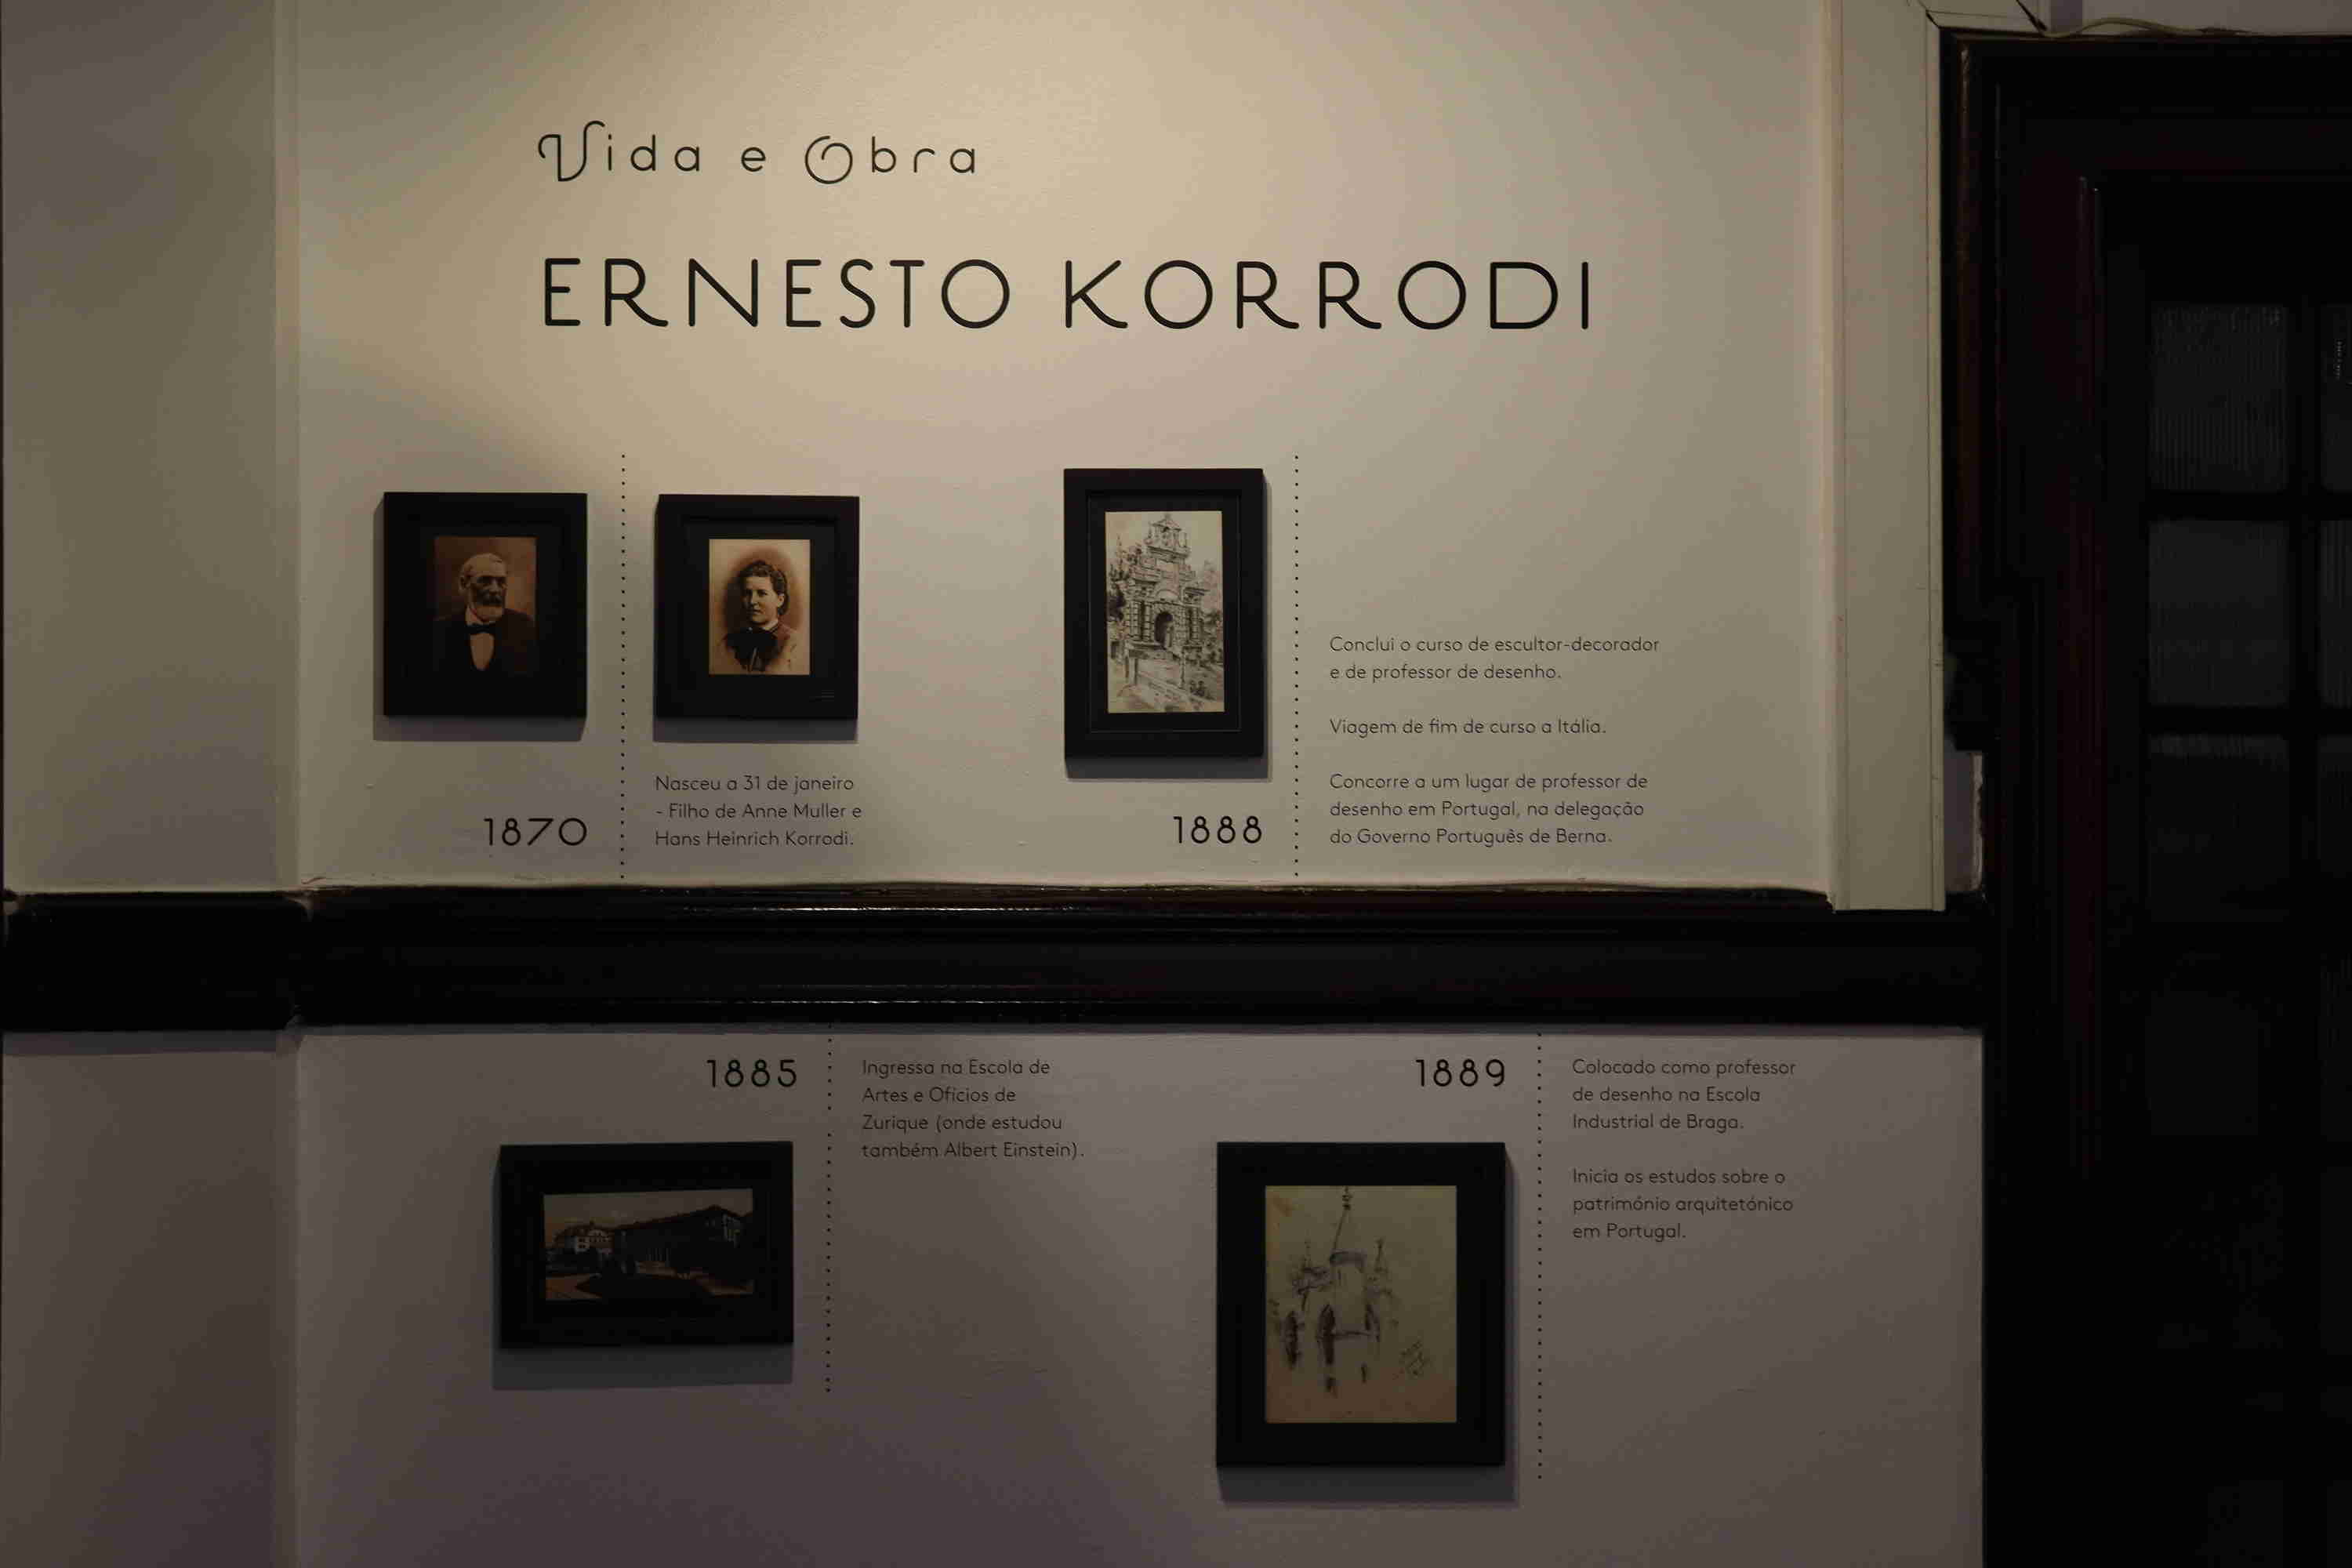 Vida e Obra
ERNESTO KORRODI
1870
Nasceu a 31 de janeiro
- Filho de Anne Muller e
Hans Heinrich Korrodi.
1888
Conclui o curso de escultor-decorador
e de professor de desenho.
Viagem de fim de curso a Itália.
Concorre a um lugar de professor de
desenho em Portugal, na delegação
do Governo Português de Berna.
1885
Ingressa na Escola de
Artes e Ofícios de
Zurique (onde estudou
também Albert Einstein).
1889
Colocado como professor
de desenho na Escola
Industrial de Braga.
Inicia os estudos sobre o
património arquitetónico
em Portugal.